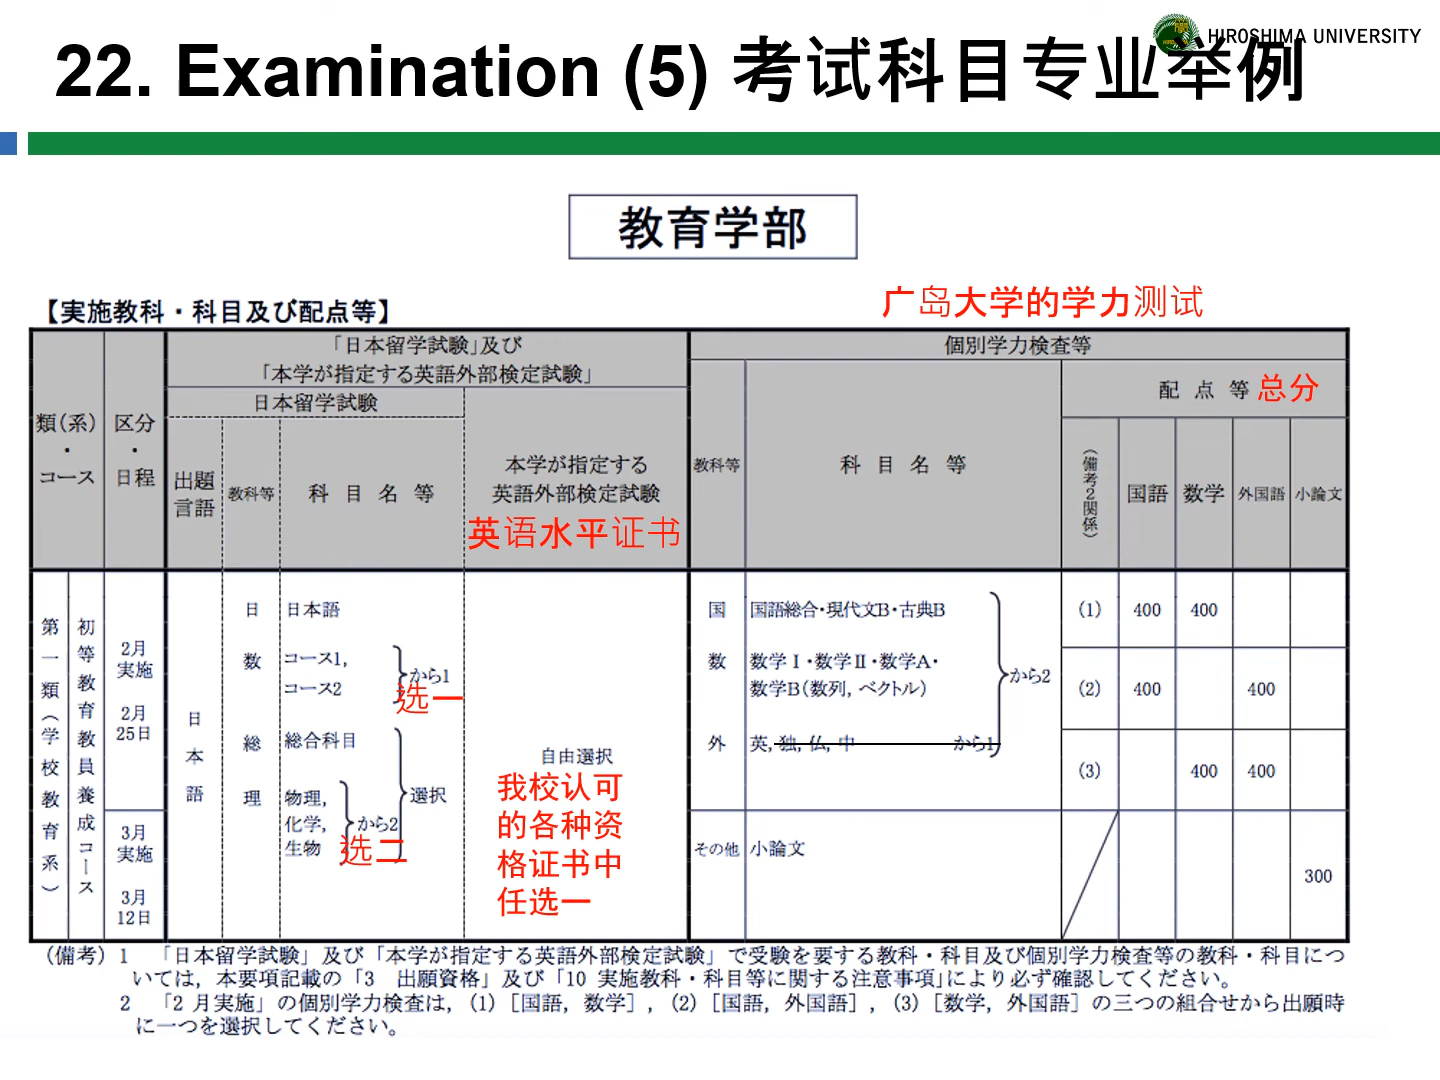 HIROSHIMA UNIVERSITY
22. Examination (5) 考试科目专业举例
教育学部
广岛大学的学力测试
【実施教科・科目及び配点等】
類（系）
・
コース
区分
・
日程
「日本留学試験」及び
「本学が指定する英語外部検定試験」
日本留学試験
出題
言語
教科等
科目名等
本学が指定する
英語外部検定試験
英语水平证书
個別学力検査等
教科等
科目名等
配点等 总分
（備考2関係）
国語
数学
外国語
小論文
第一類（学校教育系）
初等教育教員養成コース
2月
実施
2月
25日
3月
実施
3月
12日
日本語
日 日本語
数 コース1,
コース2
から1
选一
総 総合科目
理 物理,
化学,
生物
から2
选二
選択
自由選択
我校认可
的各种资
格证书中
任选一
国 国語総合・現代文B・古典B
数 数学Ⅰ・数学Ⅱ・数学A・
数学B（数列, ベクトル）
外 英, 独, 仏, 中 から1
から2
その他 小論文
(1) 400 400
(2) 400 400
(3) 400 400
300
（備考）1 「日本留学試験」及び「本学が指定する英語外部検定試験」で受験を要する教科・科目及び個別学力検査等の教科・科目につ
いては，本要項記載の「3 出願資格」及び「10 実施教科・科目等に関する注意事項」により必ず確認してください。
2 「2月実施」の個別学力検査は，(1)［国語，数学］，(2)［国語，外国語］，(3)［数学，外国語］の三つの組合せから出願時
に一つを選択してください。